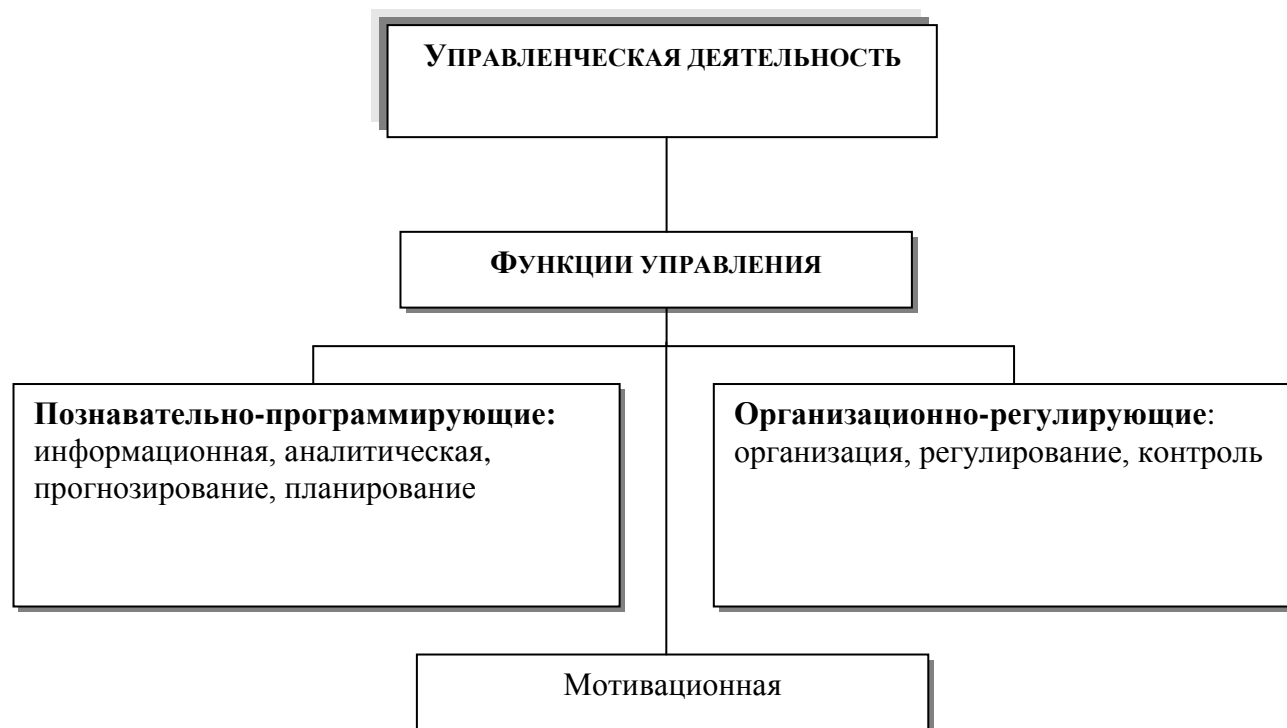 УПРАВЛЕНЧЕСКАЯ ДЕЯТЕЛЬНОСТЬ
ФУНКЦИИ УПРАВЛЕНИЯ
Познавательно-программирующие:
информационная, аналитическая,
прогнозирование, планирование
Организационно-регулирующие:
организация, регулирование, контроль
Мотивационная